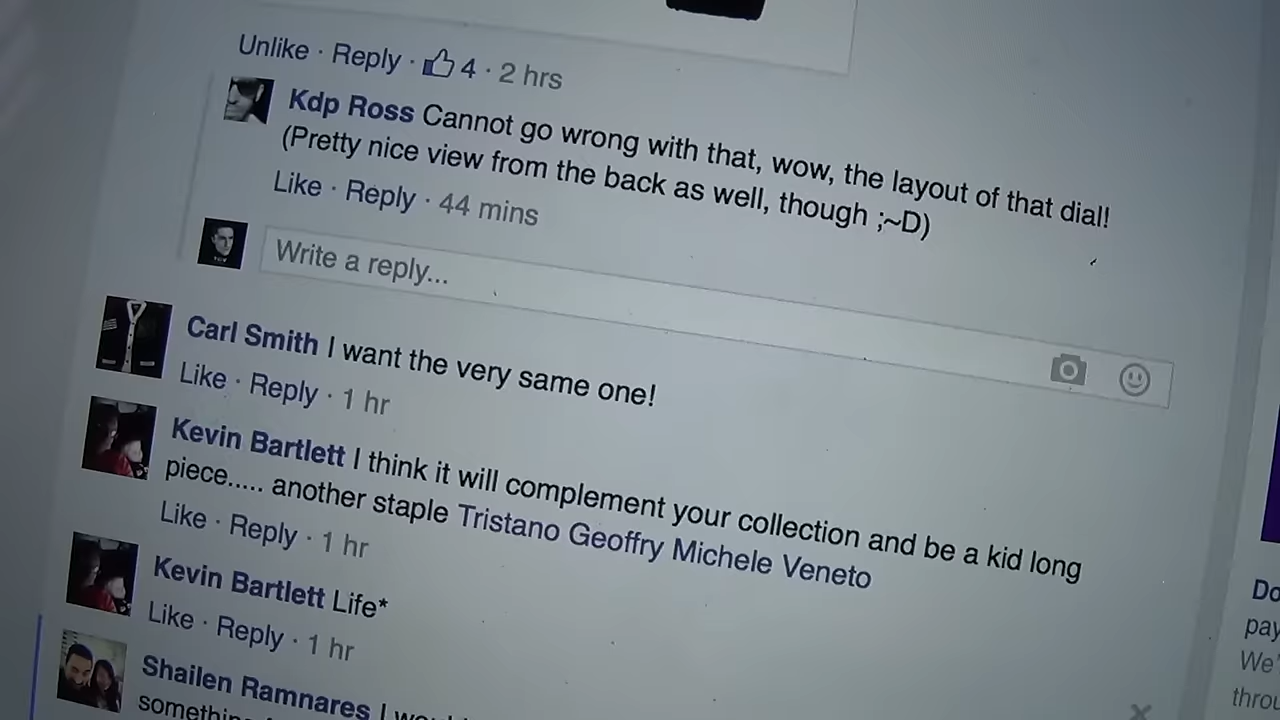 Unlike · Reply · 4 · 2 hrs
Kdp Ross Cannot go wrong with that, wow, the layout of that dial!
(Pretty nice view from the back as well, though ;~D)
Like · Reply · 44 mins
Write a reply...
Carl Smith I want the very same one!
Like · Reply · 1 hr
Kevin Bartlett I think it will complement your collection and be a kid long
piece..... another staple Tristano Geoffry Michele Veneto
Like · Reply · 1 hr
Kevin Bartlett Life*
Like · Reply · 1 hr
Shailen Ramnares I
pay
We'